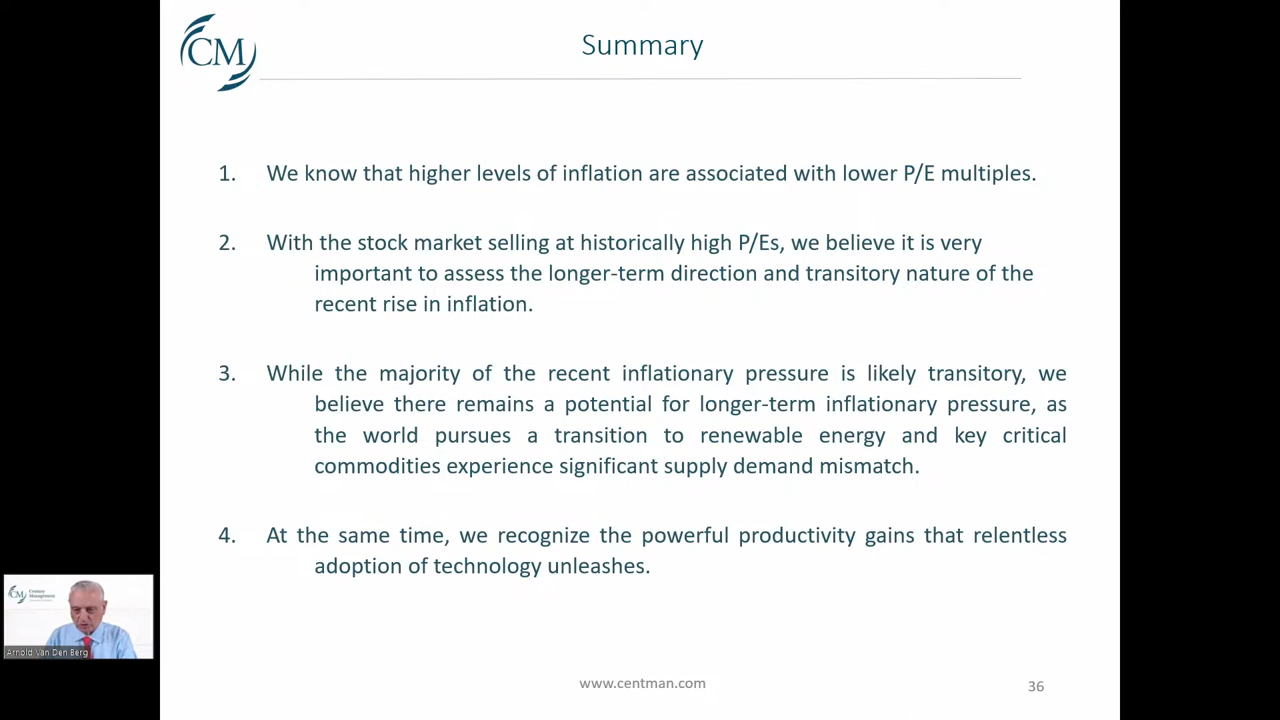 CM
Summary
1. We know that higher levels of inflation are associated with lower P/E multiples.
2. With the stock market selling at historically high P/Es, we believe it is very
important to assess the longer-term direction and transitory nature of the
recent rise in inflation.
3. While the majority of the recent inflationary pressure is likely transitory, we
believe there remains a potential for longer-term inflationary pressure, as
the world pursues a transition to renewable energy and key critical
commodities experience significant supply demand mismatch.
4. At the same time, we recognize the powerful productivity gains that relentless
adoption of technology unleashes.
CM
Century
Management
Arnold Van Den Berg
www.centman.com
36